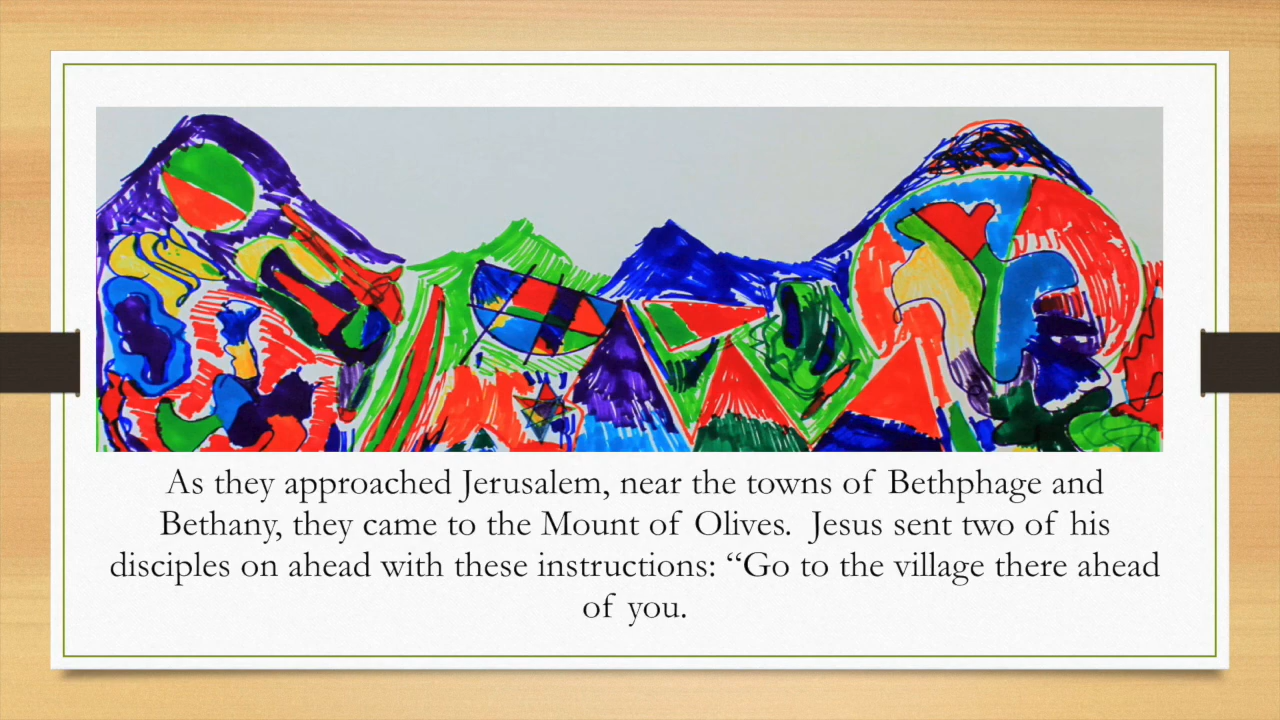 As they approached Jerusalem, near the towns of Bethphage and
Bethany, they came to the Mount of Olives.  Jesus sent two of his
disciples on ahead with these instructions: “Go to the village there ahead
of you.